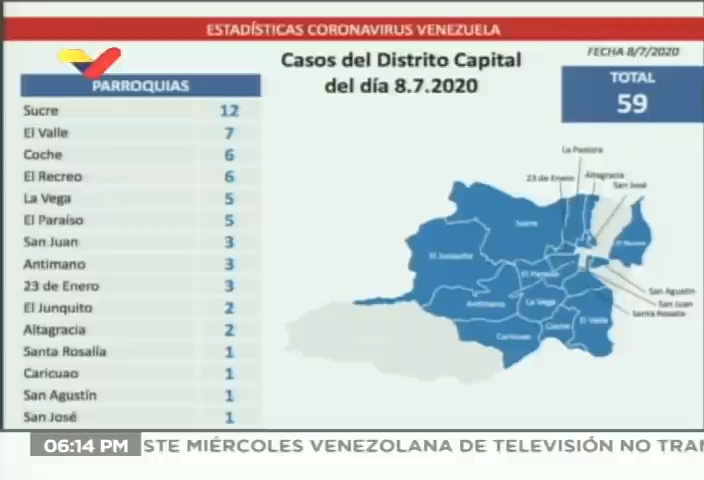 ESTADÍSTICAS CORONAVIRUS VENEZUELA
FECHA 8/7/2020
Casos del Distrito Capital
del día 8.7.2020
TOTAL
59
PARROQUIAS
Sucre 12
El Valle 7
Coche 6
El Recreo 6
La Vega 5
El Paraíso 5
San Juan 3
Antimano 3
23 de Enero 3
El Junquito 2
Altagracia 2
Santa Rosalía 1
Caricuao 1
San Agustín 1
San José 1
La Pastora
23 de Enero
Altagracia
San José
Sucre
El Recreo
El Junquito
El Paraíso
San Agustín
San Juan
Santa Rosalía
Antimano
La Vega
El Valle
Coche
Caricuao
06:14 PM STE MIÉRCOLES VENEZOLANA DE TELEVISIÓN NO TRAN